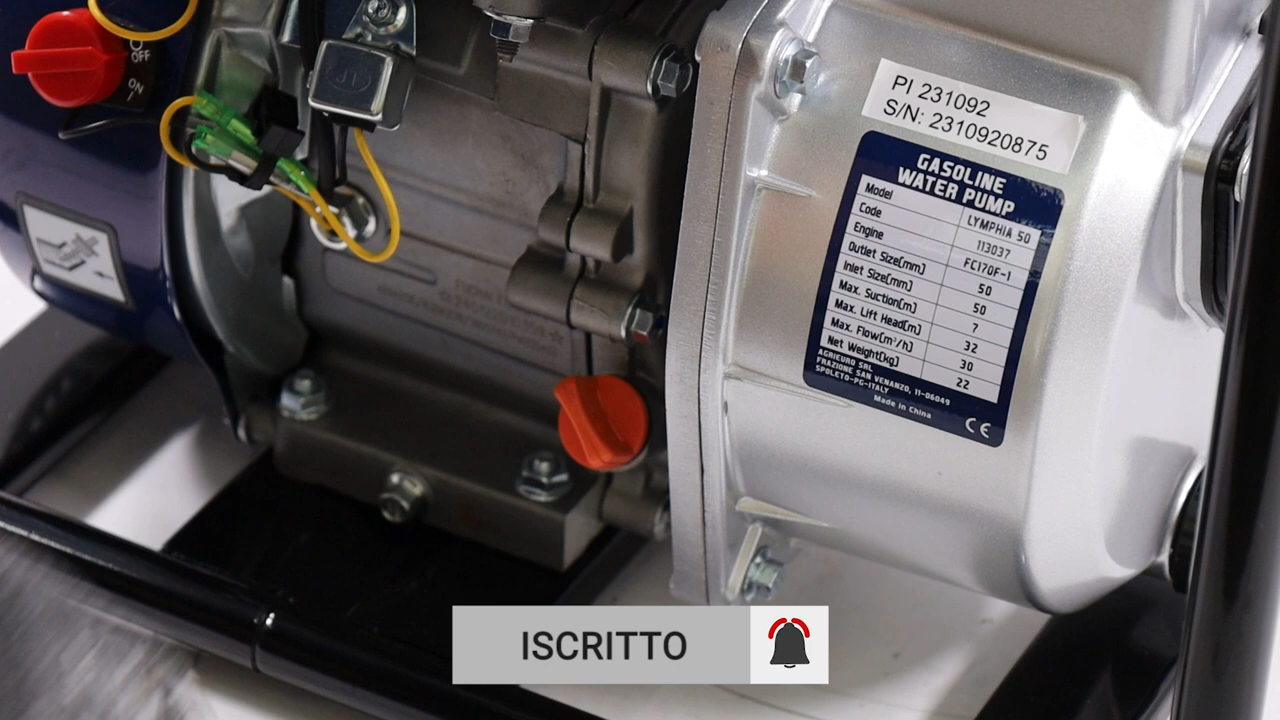 OFF
ON
PI 231092
S/N: 2310920875
GASOLINE
WATER PUMP
Model LYMPHIA 50
Code 113037
Engine FC170F-1
Outlet Size(mm) 50
Inlet Size(mm) 50
Max. Suction(m) 7
Max. Lift Head(m) 32
Max. Flow(m³/h) 30
Net Weight(kg) 22
AGRIEURO SRL
FRAZIONE SAN VENANZO, 11-06049
SPOLETO-PG-ITALY
Made in China
CE
ISCRITTO